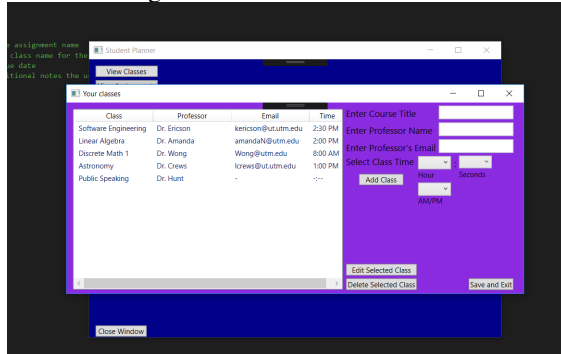 assignment name
class name for the
ue date
itional notes the u
Student Planner
View Classes
Your classes
Class Professor Email Time
Software Engineering Dr. Ericson kericson@ut.utm.edu 2:30 PM
Linear Algebra Dr. Amanda amandaN@utm.edu 2:00 PM
Discrete Math 1 Dr. Wong Wong@utm.edu 8:00 AM
Astronomy Dr. Crews lcrews@ut.utm.edu 1:00 PM
Public Speaking Dr. Hunt - -:--
Enter Course Title
Enter Professor Name
Enter Professor's Email
Select Class Time :
Hour Seconds
Add Class
AM/PM
Edit Selected Class
Delete Selected Class Save and Exit
Close Window